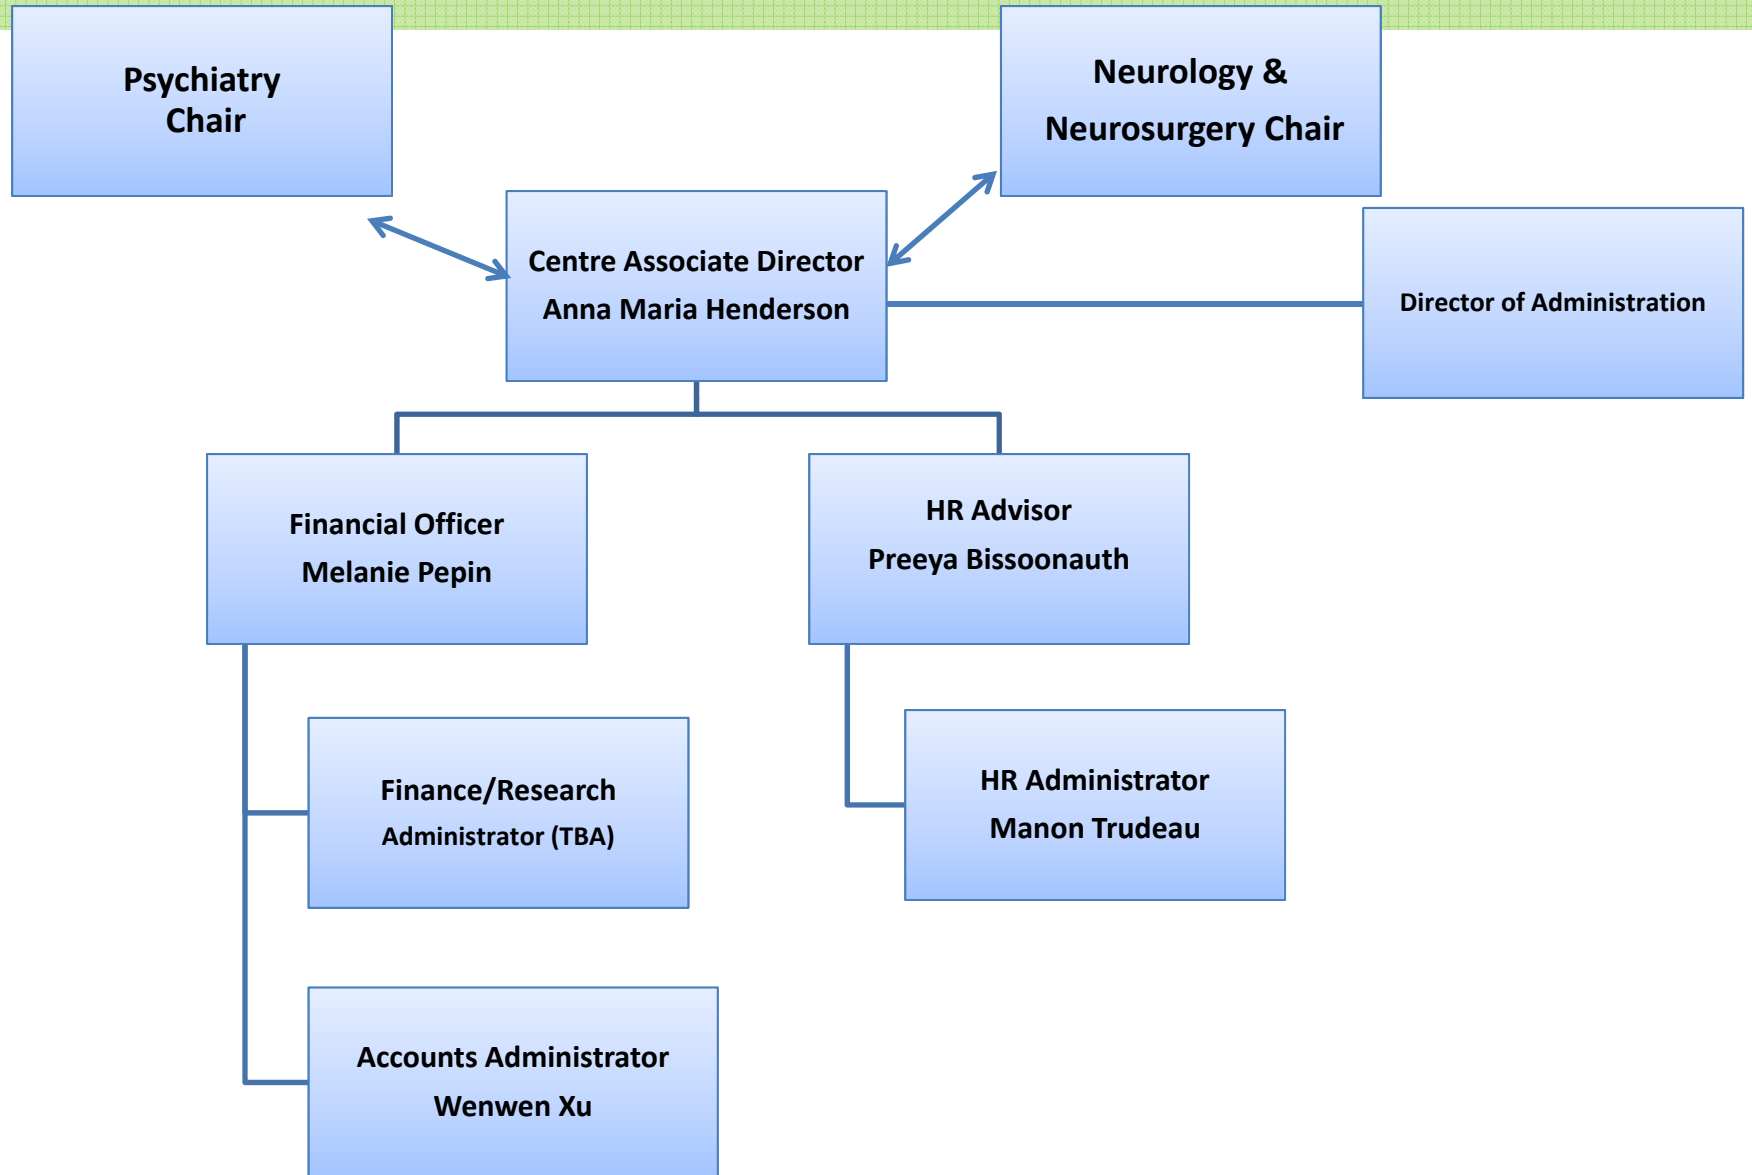 Psychiatry
Chair
Neurology &
Neurosurgery Chair
Centre Associate Director
Anna Maria Henderson
Director of Administration
Financial Officer
Melanie Pepin
HR Advisor
Preeya Bissoonauth
Finance/Research
Administrator (TBA)
HR Administrator
Manon Trudeau
Accounts Administrator
Wenwen Xu